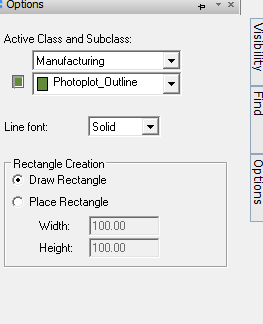 Options
Active Class and Subclass:
Manufacturing
Photoplot_Outline
Line font:
Solid
Rectangle Creation
Draw Rectangle
Place Rectangle
Width:
100.00
Height:
100.00
Visibility
Find
Options